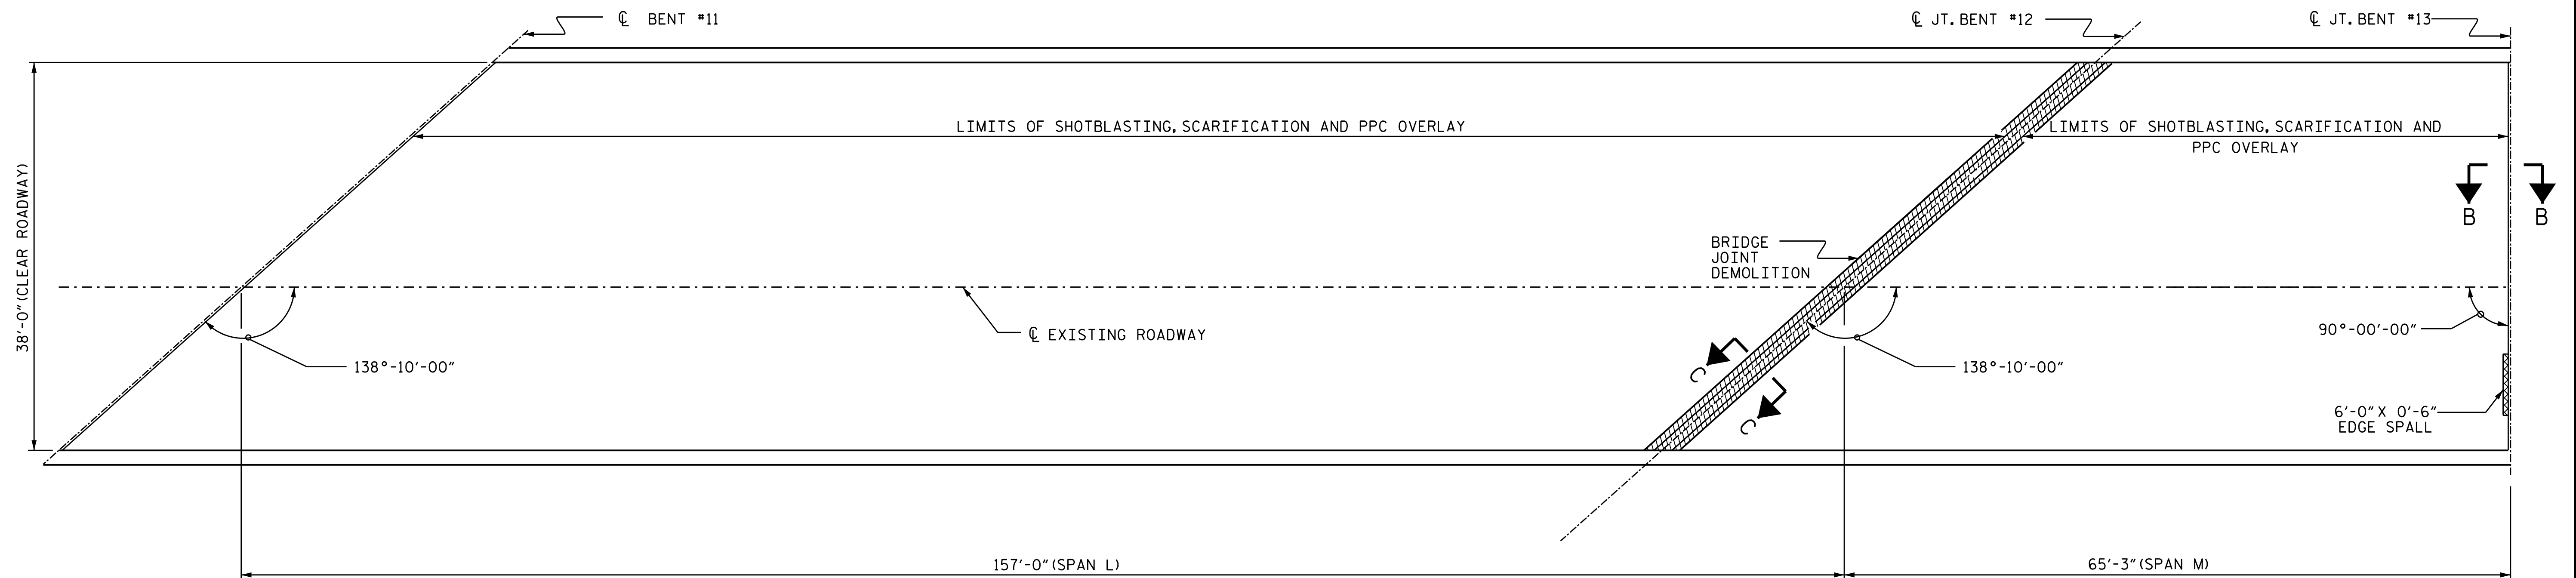 ℄ BENT #11
℄ JT. BENT #12
℄ JT. BENT #13
LIMITS OF SHOTBLASTING, SCARIFICATION AND PPC OVERLAY
LIMITS OF SHOTBLASTING, SCARIFICATION AND
PPC OVERLAY
38'-0" (CLEAR ROADWAY)
B
B
BRIDGE
JOINT
DEMOLITION
℄ EXISTING ROADWAY
90°-00'-00"
138°-10'-00"
138°-10'-00"
C
C
6'-0" X 0'-6"
EDGE SPALL
157'-0" (SPAN L)
65'-3" (SPAN M)